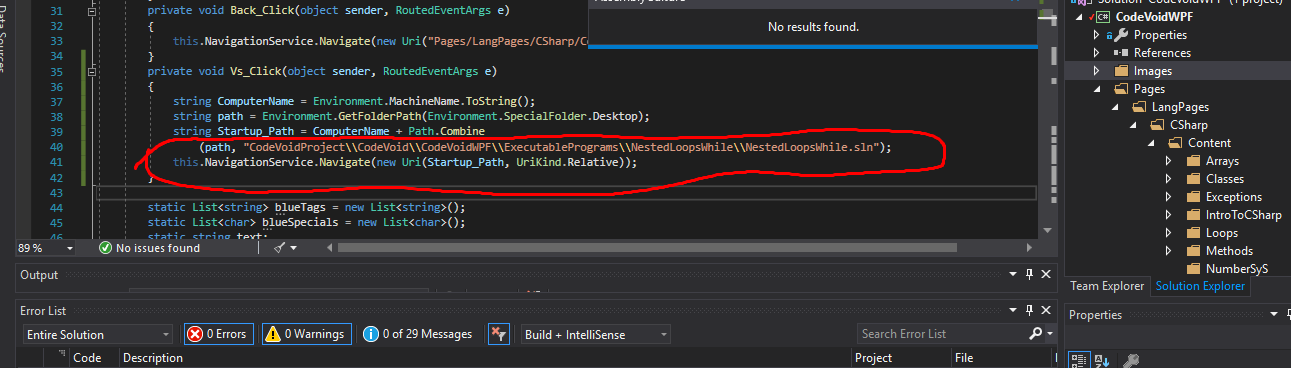 Data Sources
31 private void Back_Click(object sender, RoutedEventArgs e)
32 {
33 this.NavigationService.Navigate(new Uri("Pages/LangPages/CSharp/C
34 }
35 private void Vs_Click(object sender, RoutedEventArgs e)
36 {
37 string ComputerName = Environment.MachineName.ToString();
38 string path = Environment.GetFolderPath(Environment.SpecialFolder.Desktop);
39 string Startup_Path = ComputerName + Path.Combine
40 (path, "CodeVoidProject\\CodeVoid\\CodeVoidWPF\\ExecutablePrograms\\NestedLoopsWhile\\NestedLoopsWhile.sln");
41 this.NavigationService.Navigate(new Uri(Startup_Path, UriKind.Relative));
42 }
43
44 static List<string> blueTags = new List<string>();
45 static List<char> blueSpecials = new List<char>();
46 static string text;
No results found.
89 %
No issues found
Output
Error List
Entire Solution
0 Errors
0 Warnings
0 of 29 Messages
Build + IntelliSense
Search Error List
Code
Description
Project
File
CodeVoidWPF
Properties
References
Images
Pages
LangPages
CSharp
Content
Arrays
Classes
Exceptions
IntroToCSharp
Loops
Methods
NumberSyS
Team Explorer
Solution Explorer
Properties